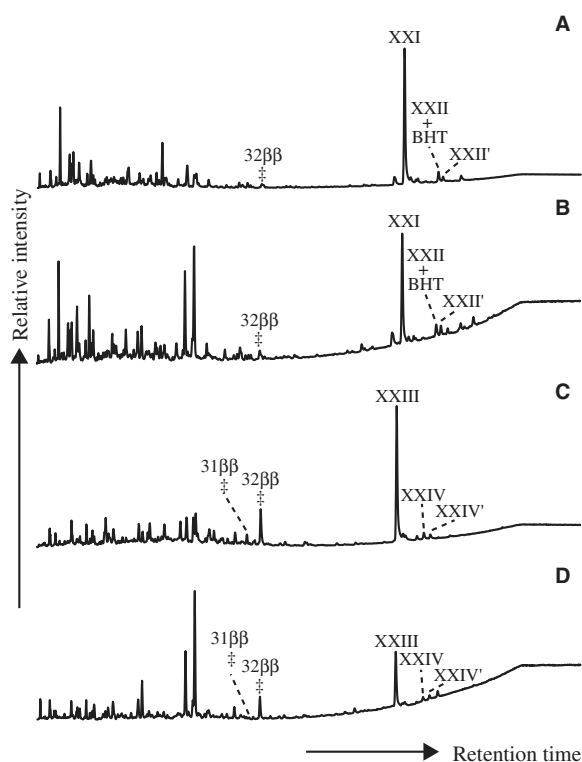 A
XXI
XXII
+
BHT
XXII'
32ββ
‡
B
XXI
XXII
+
BHT
XXII'
32ββ
‡
Relative intensity
C
XXIII
31ββ
‡
32ββ
‡
XXIV
XXIV'
D
31ββ
‡
32ββ
‡
XXIII
XXIV
XXIV'
Retention time